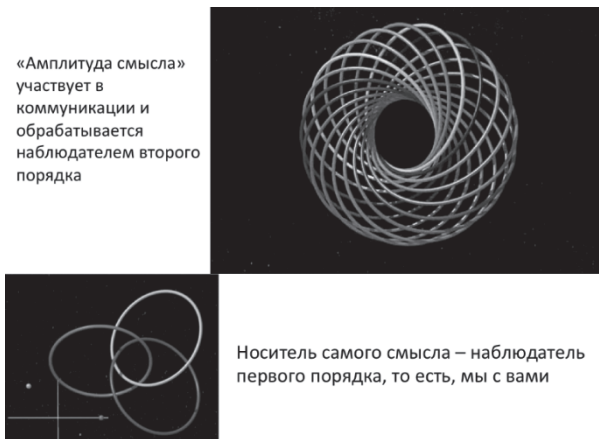 «Амплитуда смысла»
участвует в
коммуникации и
обрабатывается
наблюдателем второго
порядка
Носитель самого смысла – наблюдатель
первого порядка, то есть, мы с вами